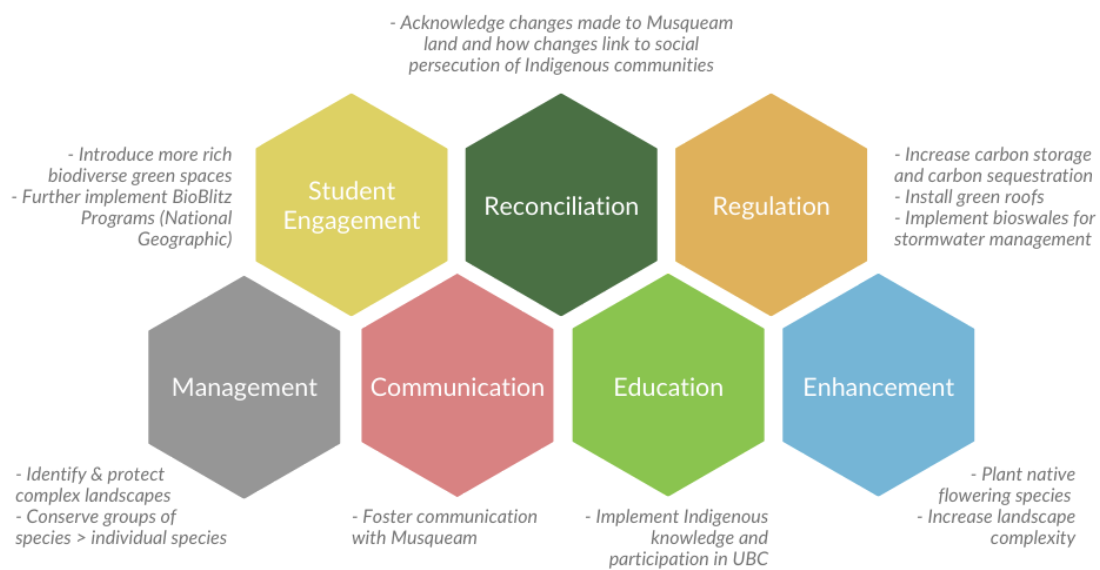 - Acknowledge changes made to Musqueam
land and how changes link to social
persecution of Indigenous communities
- Introduce more rich
biodiverse green spaces
- Further implement BioBlitz
Programs (National
Geographic)
Student
Engagement
Reconciliation
Regulation
- Increase carbon storage
and carbon sequestration
- Install green roofs
- Implement bioswales for
stormwater management
Management
Communication
Education
Enhancement
- Identify & protect
complex landscapes
- Conserve groups of
species > individual species
- Foster communication
with Musqueam
- Implement Indigenous
knowledge and
participation in UBC
- Plant native
flowering species
- Increase landscape
complexity